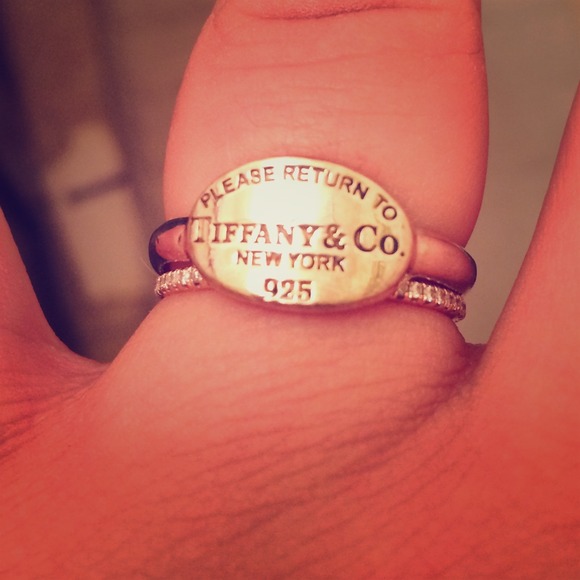 PLEASE RETURN TO
TIFFANY & CO.
NEW YORK
925